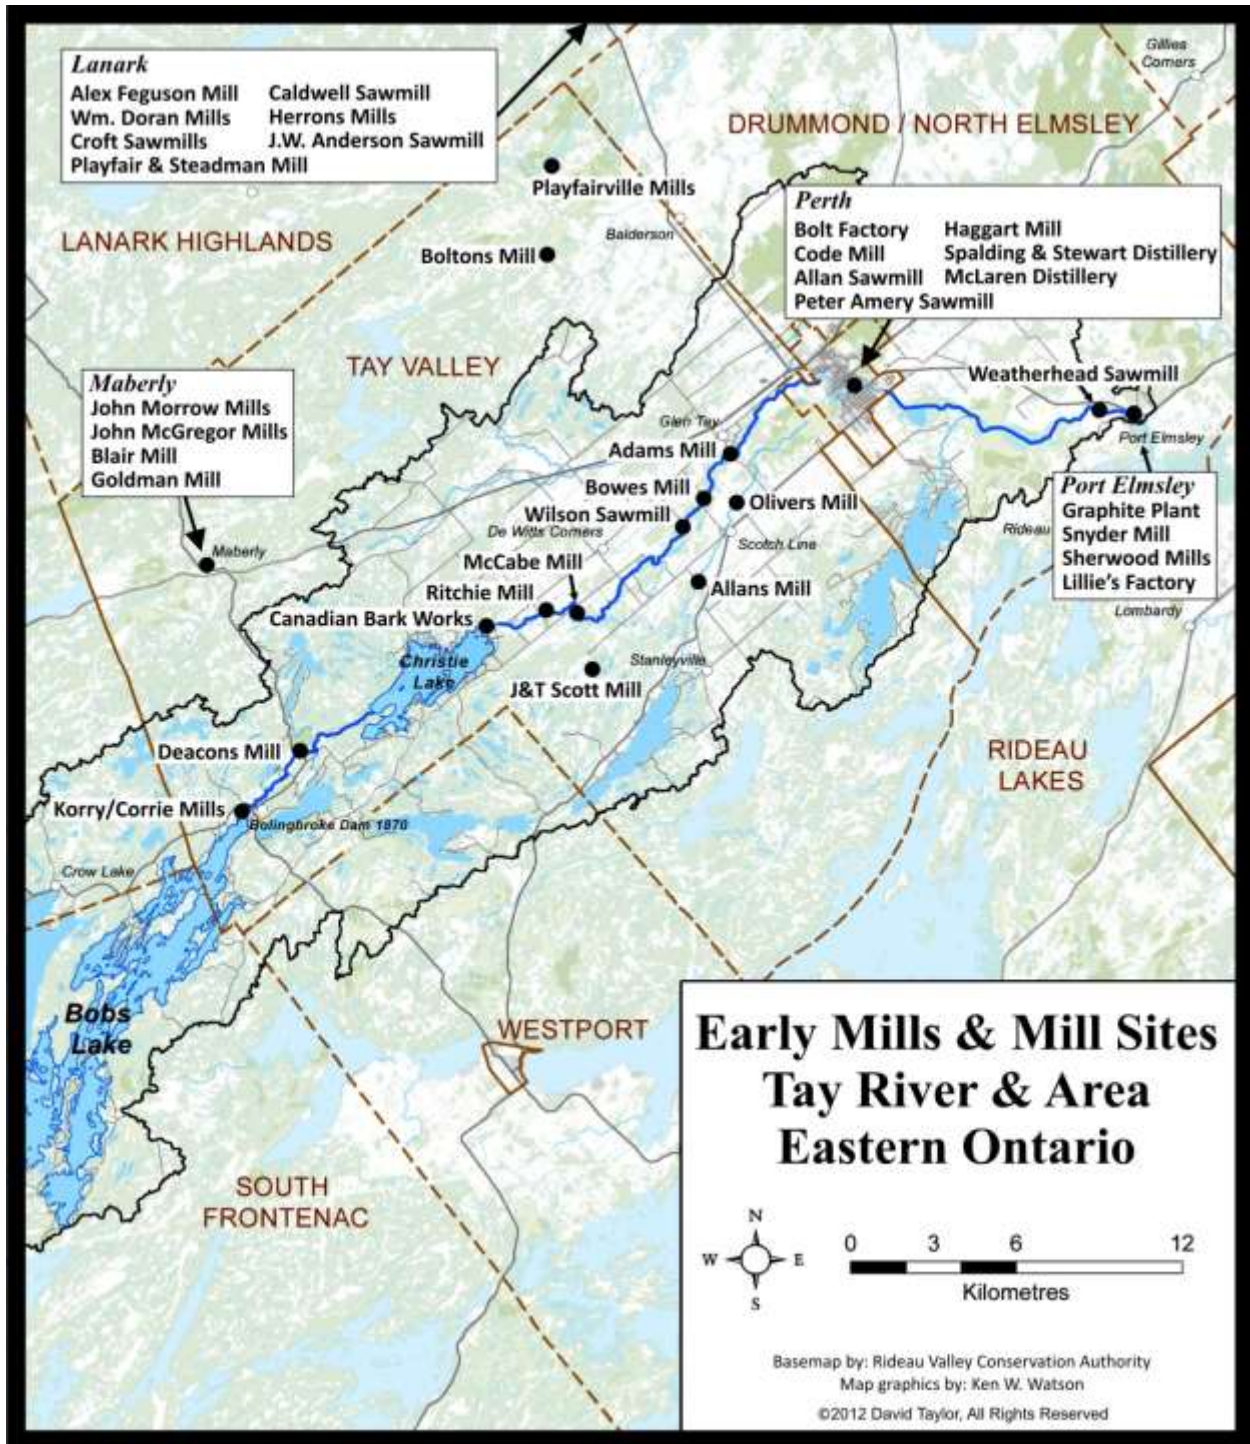 Lanark
Alex Feguson Mill Caldwell Sawmill
Wm. Doran Mills Herrons Mills
Croft Sawmills J.W. Anderson Sawmill
Playfair & Steadman Mill
Gillies
Corners
DRUMMOND / NORTH ELMSLEY
Playfairville Mills
Balderson
LANARK HIGHLANDS
Boltons Mill
Perth
Bolt Factory Haggart Mill
Code Mill Spalding & Stewart Distillery
Allan Sawmill McLaren Distillery
Peter Amery Sawmill
TAY VALLEY
Maberly
John Morrow Mills
John McGregor Mills
Blair Mill
Goldman Mill
Weatherhead Sawmill
Glen Tay
Port Elmsley
Adams Mill
Bowes Mill
Olivers Mill
Wilson Sawmill
De Witts Corners
Scotch Line
Port Elmsley
Graphite Plant
Snyder Mill
Sherwood Mills
Lillie's Factory
Rideau
Lombardy
Maberly
McCabe Mill
Ritchie Mill
Allans Mill
Canadian Bark Works
Christie
Lake
Stanleyville
J&T Scott Mill
Deacons Mill
RIDEAU
LAKES
Korry/Corrie Mills
Bolingbroke Dam 1870
Crow Lake
Bobs
Lake
WESTPORT
SOUTH
FRONTENAC
Early Mills & Mill Sites
Tay River & Area
Eastern Ontario
N
W E
S
0 3 6 12
Kilometres
Basemap by: Rideau Valley Conservation Authority
Map graphics by: Ken W. Watson
©2012 David Taylor, All Rights Reserved